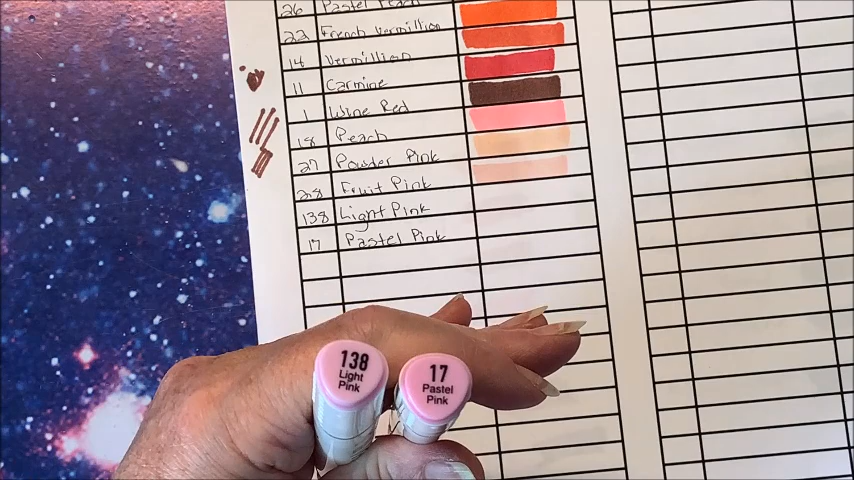 26 Pastel Peach
22 French Vermillion
14 Vermillion
11 Carmine
1 Wine Red
18 Peach
27 Powder Pink
28 Fruit Pink
138 Light Pink
17 Pastel Pink
138
Light
Pink
17
Pastel
Pink